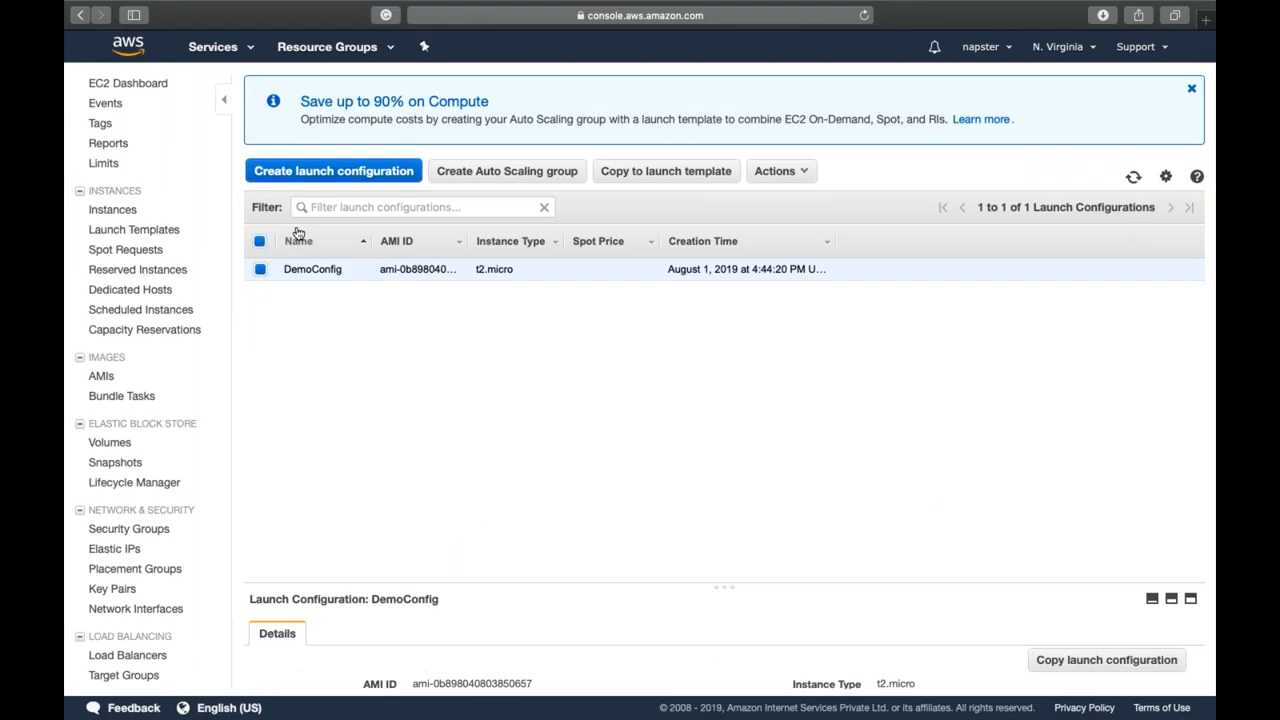 console.aws.amazon.com
aws
Services
Resource Groups
napster
N. Virginia
Support
EC2 Dashboard
Events
Tags
Reports
Limits
INSTANCES
Instances
Launch Templates
Spot Requests
Reserved Instances
Dedicated Hosts
Scheduled Instances
Capacity Reservations
IMAGES
AMIs
Bundle Tasks
ELASTIC BLOCK STORE
Volumes
Snapshots
Lifecycle Manager
NETWORK & SECURITY
Security Groups
Elastic IPs
Placement Groups
Key Pairs
Network Interfaces
LOAD BALANCING
Load Balancers
Target Groups
Save up to 90% on Compute
Optimize compute costs by creating your Auto Scaling group with a launch template to combine EC2 On-Demand, Spot, and RIs. Learn more.
Create launch configuration Create Auto Scaling group Copy to launch template Actions
Filter: Filter launch configurations... 1 to 1 of 1 Launch Configurations
Name AMI ID Instance Type Spot Price Creation Time
DemoConfig ami-0b898040... t2.micro August 1, 2019 at 4:44:20 PM U...
Launch Configuration: DemoConfig
Details
Copy launch configuration
AMI ID ami-0b898040803850657 Instance Type t2.micro
Feedback English (US) © 2008 - 2019, Amazon Internet Services Private Ltd. or its affiliates. All rights reserved. Privacy Policy Terms of Use